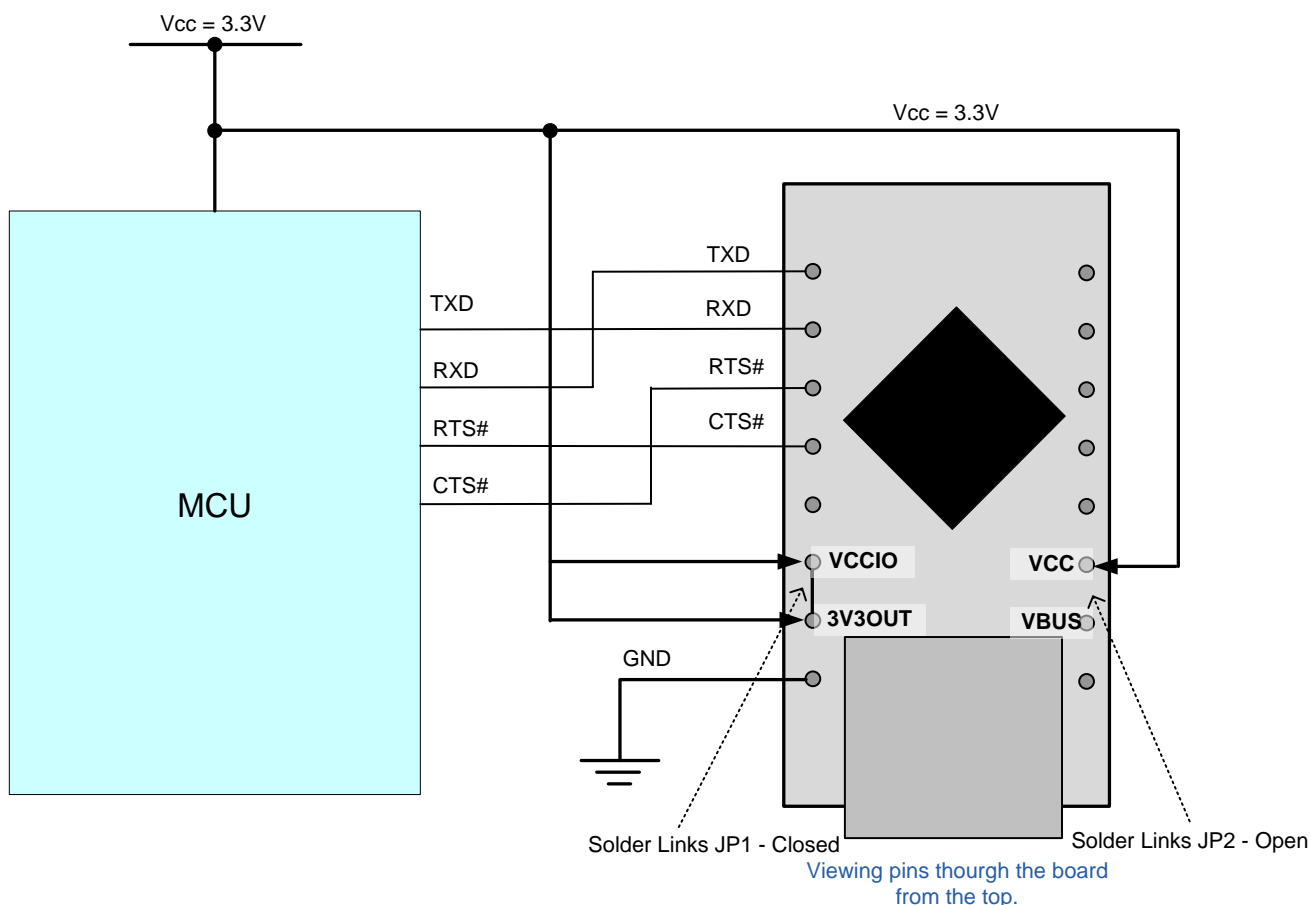 Vcc = 3.3V
Vcc = 3.3V
TXD
TXD
RXD
RXD
RTS#
RTS#
CTS#
CTS#
MCU
VCCIO
VCC
3V3OUT
VBUS
GND
Solder Links JP1 - Closed
Solder Links JP2 - Open
Viewing pins thourgh the board
from the top.